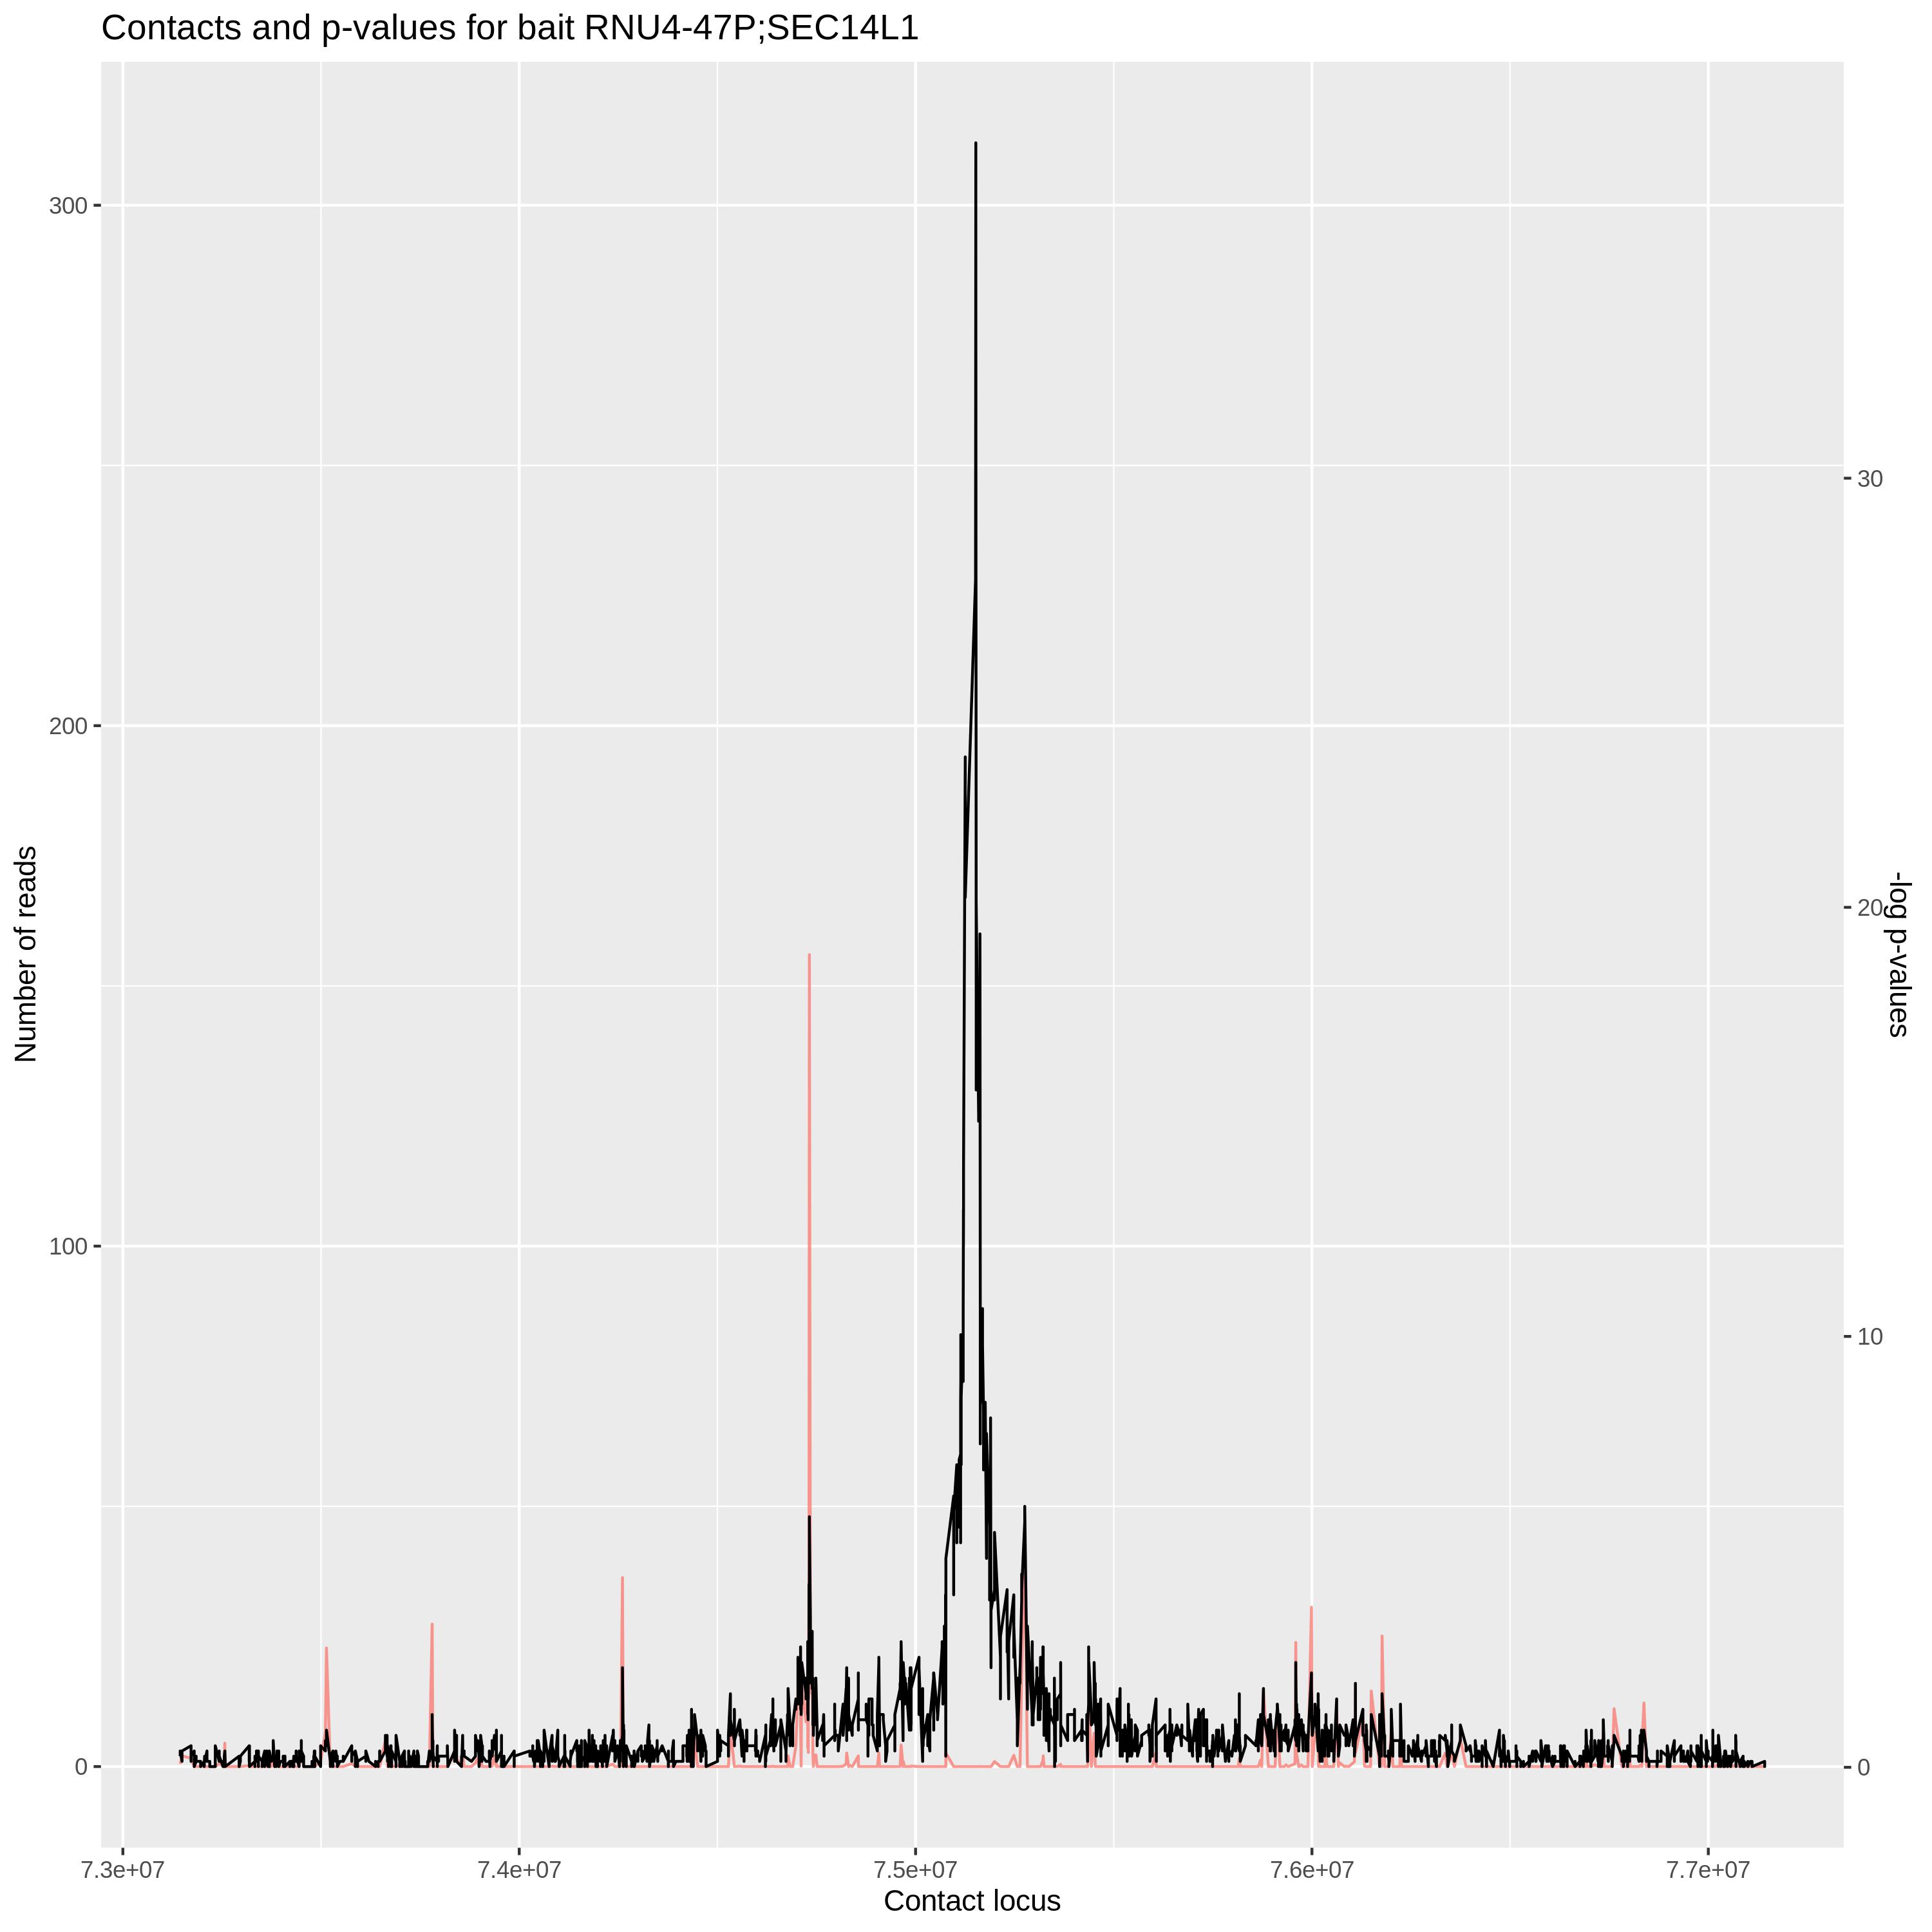 Contacts and p-values for bait RNU4-47P;SEC14L1
300
200
100
0
Number of reads
30
20
10
0
-log p-values
7.3e+07
7.4e+07
7.5e+07
7.6e+07
7.7e+07
Contact locus